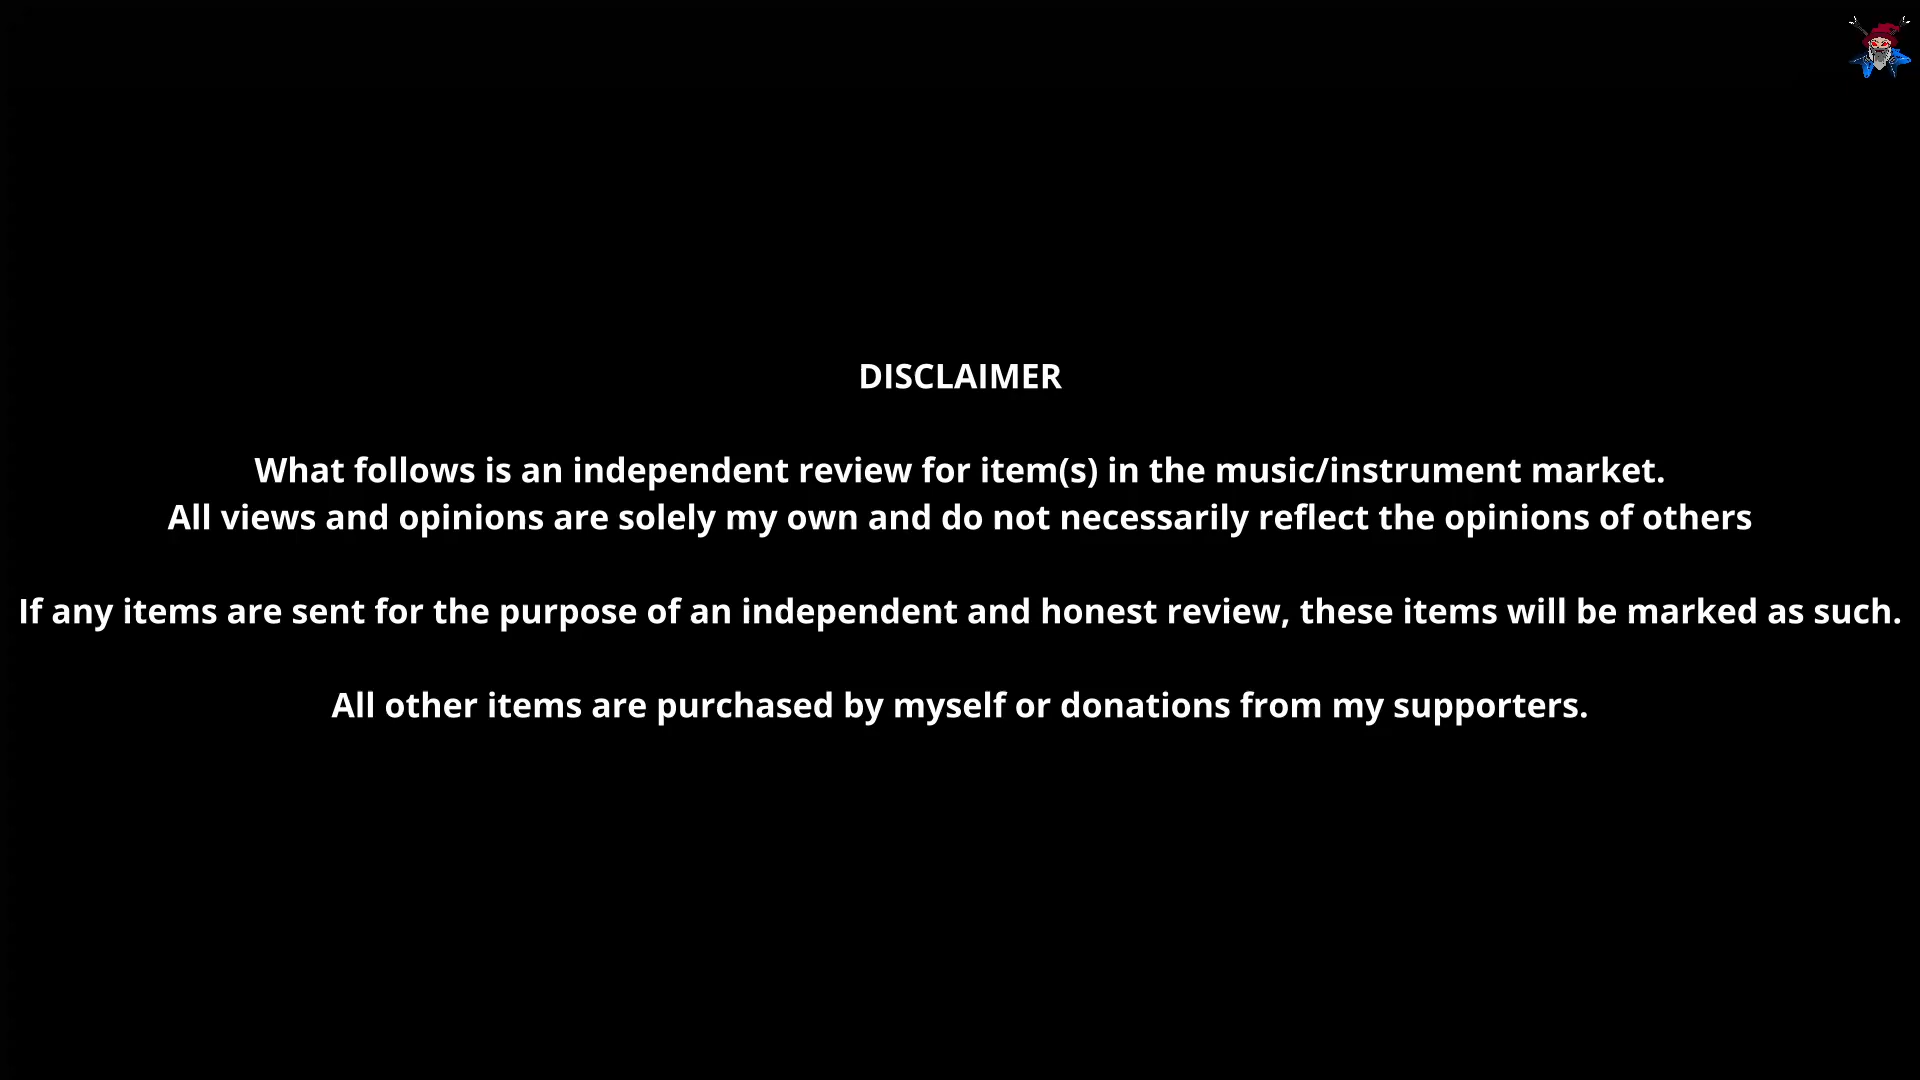 DISCLAIMER
What follows is an independent review for item(s) in the music/instrument market.
All views and opinions are solely my own and do not necessarily reflect the opinions of others
If any items are sent for the purpose of an independent and honest review, these items will be marked as such.
All other items are purchased by myself or donations from my supporters.